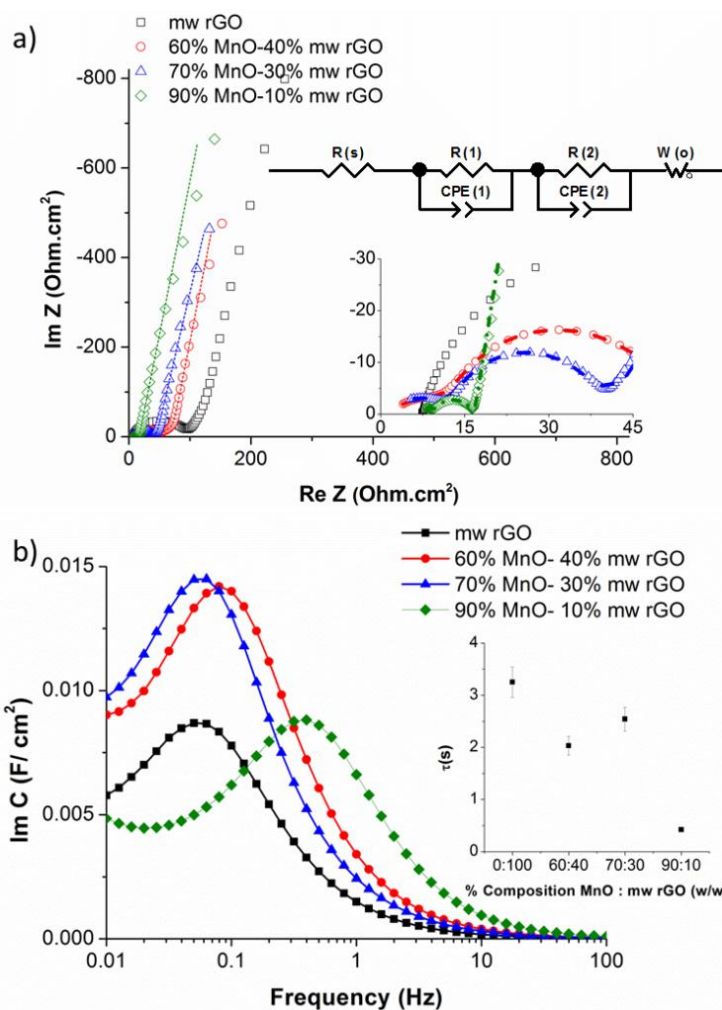 a)
mw rGO
60% MnO-40% mw rGO
70% MnO-30% mw rGO
90% MnO-10% mw rGO
-800
-600
-400
-200
0
Im Z (Ohm.cm²)
0 200 400 600 800
Re Z (Ohm.cm²)
R(s) R(1) R(2) W(o)
CPE(1) CPE(2)
-30
-20
-10
0
0 15 30 45
b)
mw rGO
60% MnO- 40% mw rGO
70% MnO- 30% mw rGO
90% MnO- 10% mw rGO
0.015
0.010
0.005
0.000
Im C (F/ cm²)
0.01 0.1 1 10 100
Frequency (Hz)
4
3
2
1
0
τ(s)
0:100 60:40 70:30 90:10
% Composition MnO : mw rGO (w/w